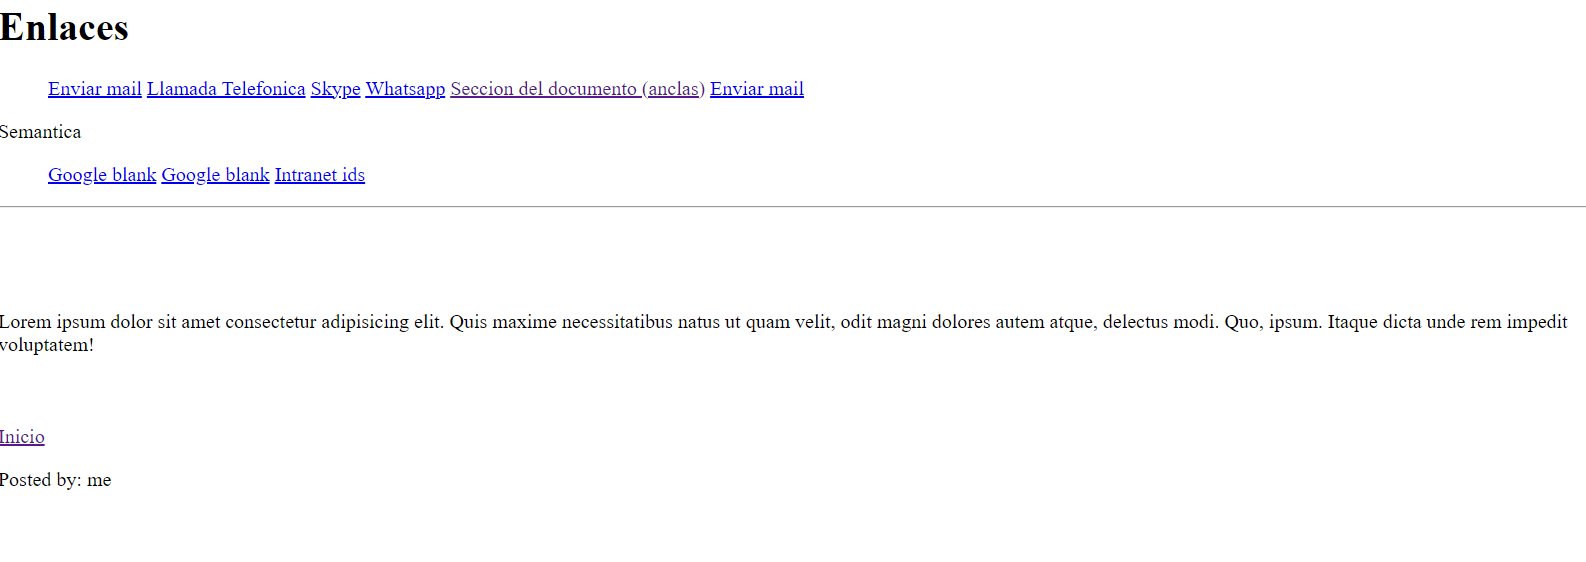 Enlaces
Enviar mail Llamada Telefonica Skype Whatsapp Seccion del documento (anclas) Enviar mail
Semantica
Google blank Google blank Intranet ids
Lorem ipsum dolor sit amet consectetur adipisicing elit. Quis maxime necessitatibus natus ut quam velit, odit magni dolores autem atque, delectus modi. Quo, ipsum. Itaque dicta unde rem impedit
voluptatem!
Inicio
Posted by: me